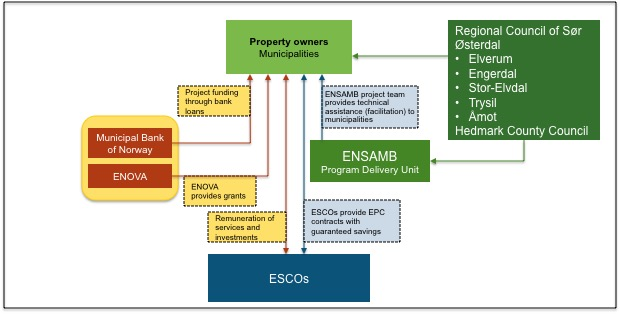 Property owners
Municipalities
Regional Council of Sør
Østerdal
• Elverum
• Engerdal
• Stor-Elvdal
• Trysil
• Åmot
Hedmark County Council
Project funding
through bank
loans
ENSAMB project team
provides technical
assistance (facilitation) to
municipalities
Municipal Bank
of Norway
ENOVA
ENSAMB
Program Delivery Unit
ENOVA
provides grants
Remuneration of
services and
investments
ESCOs provide EPC
contracts with
guaranteed savings
ESCOs